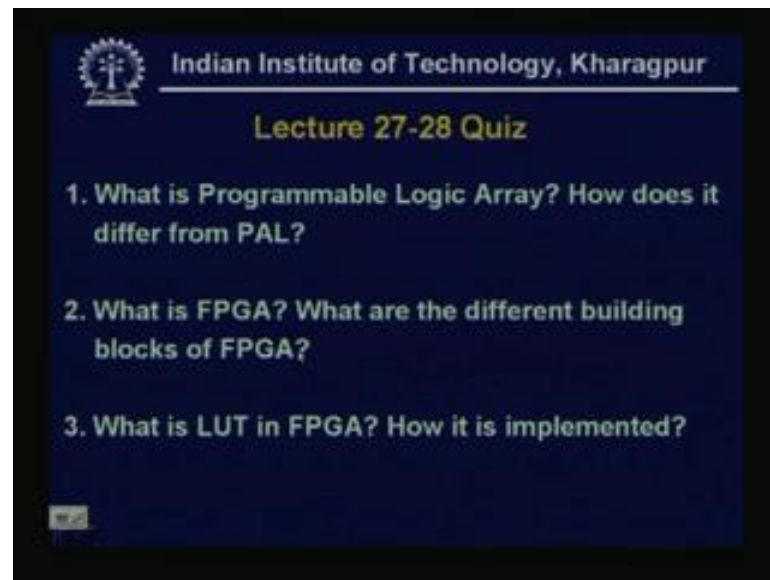 Indian Institute of Technology, Kharagpur
Lecture 27-28 Quiz
1. What is Programmable Logic Array? How does it
differ from PAL?
2. What is FPGA? What are the different building
blocks of FPGA?
3. What is LUT in FPGA? How it is implemented?